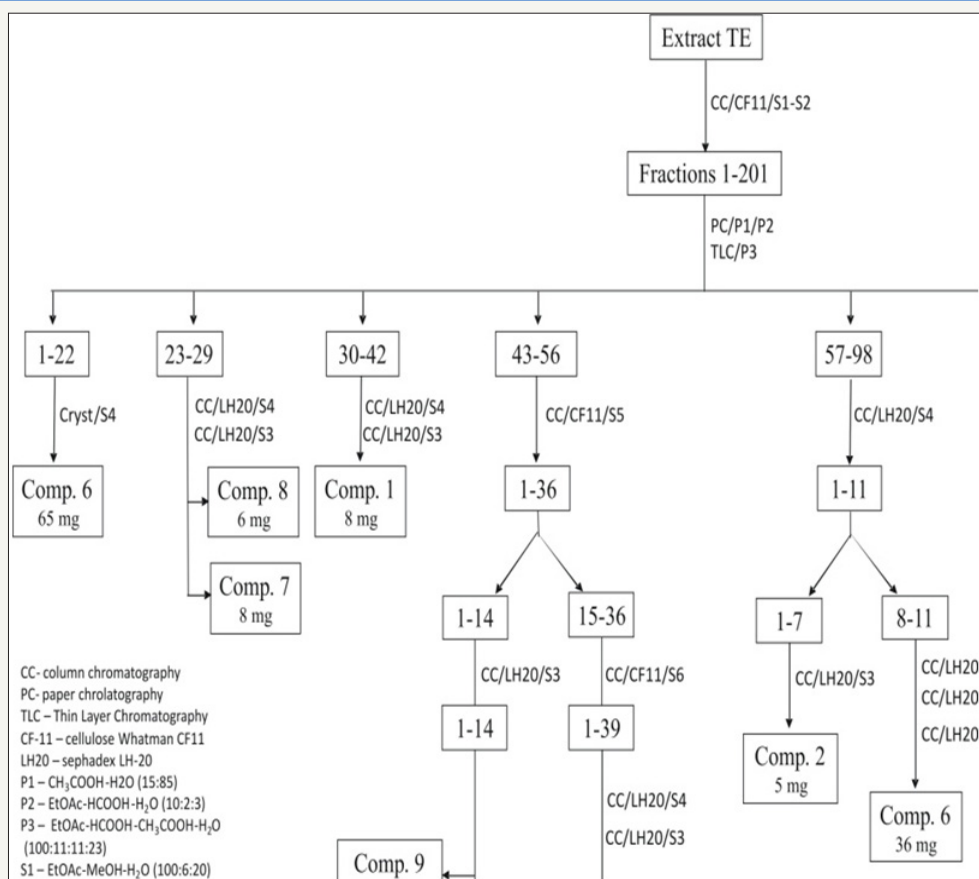 Extract TE
CC/CF11/S1-S2
Fractions 1-201
PC/P1/P2
TLC/P3
1-22
23-29
30-42
43-56
57-98
Cryst/S4
CC/LH20/S4
CC/LH20/S3
CC/LH20/S4
CC/LH20/S3
CC/CF11/S5
CC/LH20/S4
Comp. 6
65 mg
Comp. 8
6 mg
Comp. 1
8 mg
1-36
1-11
Comp. 7
8 mg
1-14
15-36
1-7
8-11
CC/LH20/S3
CC/CF11/S6
CC/LH20/S3
CC/LH20
CC/LH20
CC/LH20
1-14
1-39
Comp. 2
5 mg
CC/LH20/S4
CC/LH20/S3
Comp. 6
36 mg
Comp. 9
CC- column chromatography
PC- paper chrolatography
TLC – Thin Layer Chromatography
CF-11 – cellulose Whatman CF11
LH20 – sephadex LH-20
P1 – CH₃COOH-H2O (15:85)
P2 – EtOAc-HCOOH-H₂O (10:2:3)
P3 – EtOAc-HCOOH-CH₃COOH-H₂O
(100:11:11:23)
S1 – EtOAc-MeOH-H₂O (100:6:20)